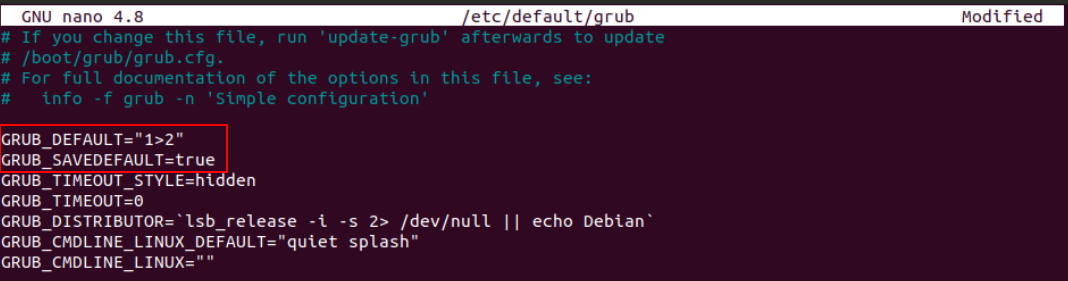 GNU nano 4.8 /etc/default/grub Modified
# If you change this file, run 'update-grub' afterwards to update
# /boot/grub/grub.cfg.
# For full documentation of the options in this file, see:
#   info -f grub -n 'Simple configuration'
GRUB_DEFAULT="1>2"
GRUB_SAVEDEFAULT=true
GRUB_TIMEOUT_STYLE=hidden
GRUB_TIMEOUT=0
GRUB_DISTRIBUTOR=`lsb_release -i -s 2> /dev/null || echo Debian`
GRUB_CMDLINE_LINUX_DEFAULT="quiet splash"
GRUB_CMDLINE_LINUX=""